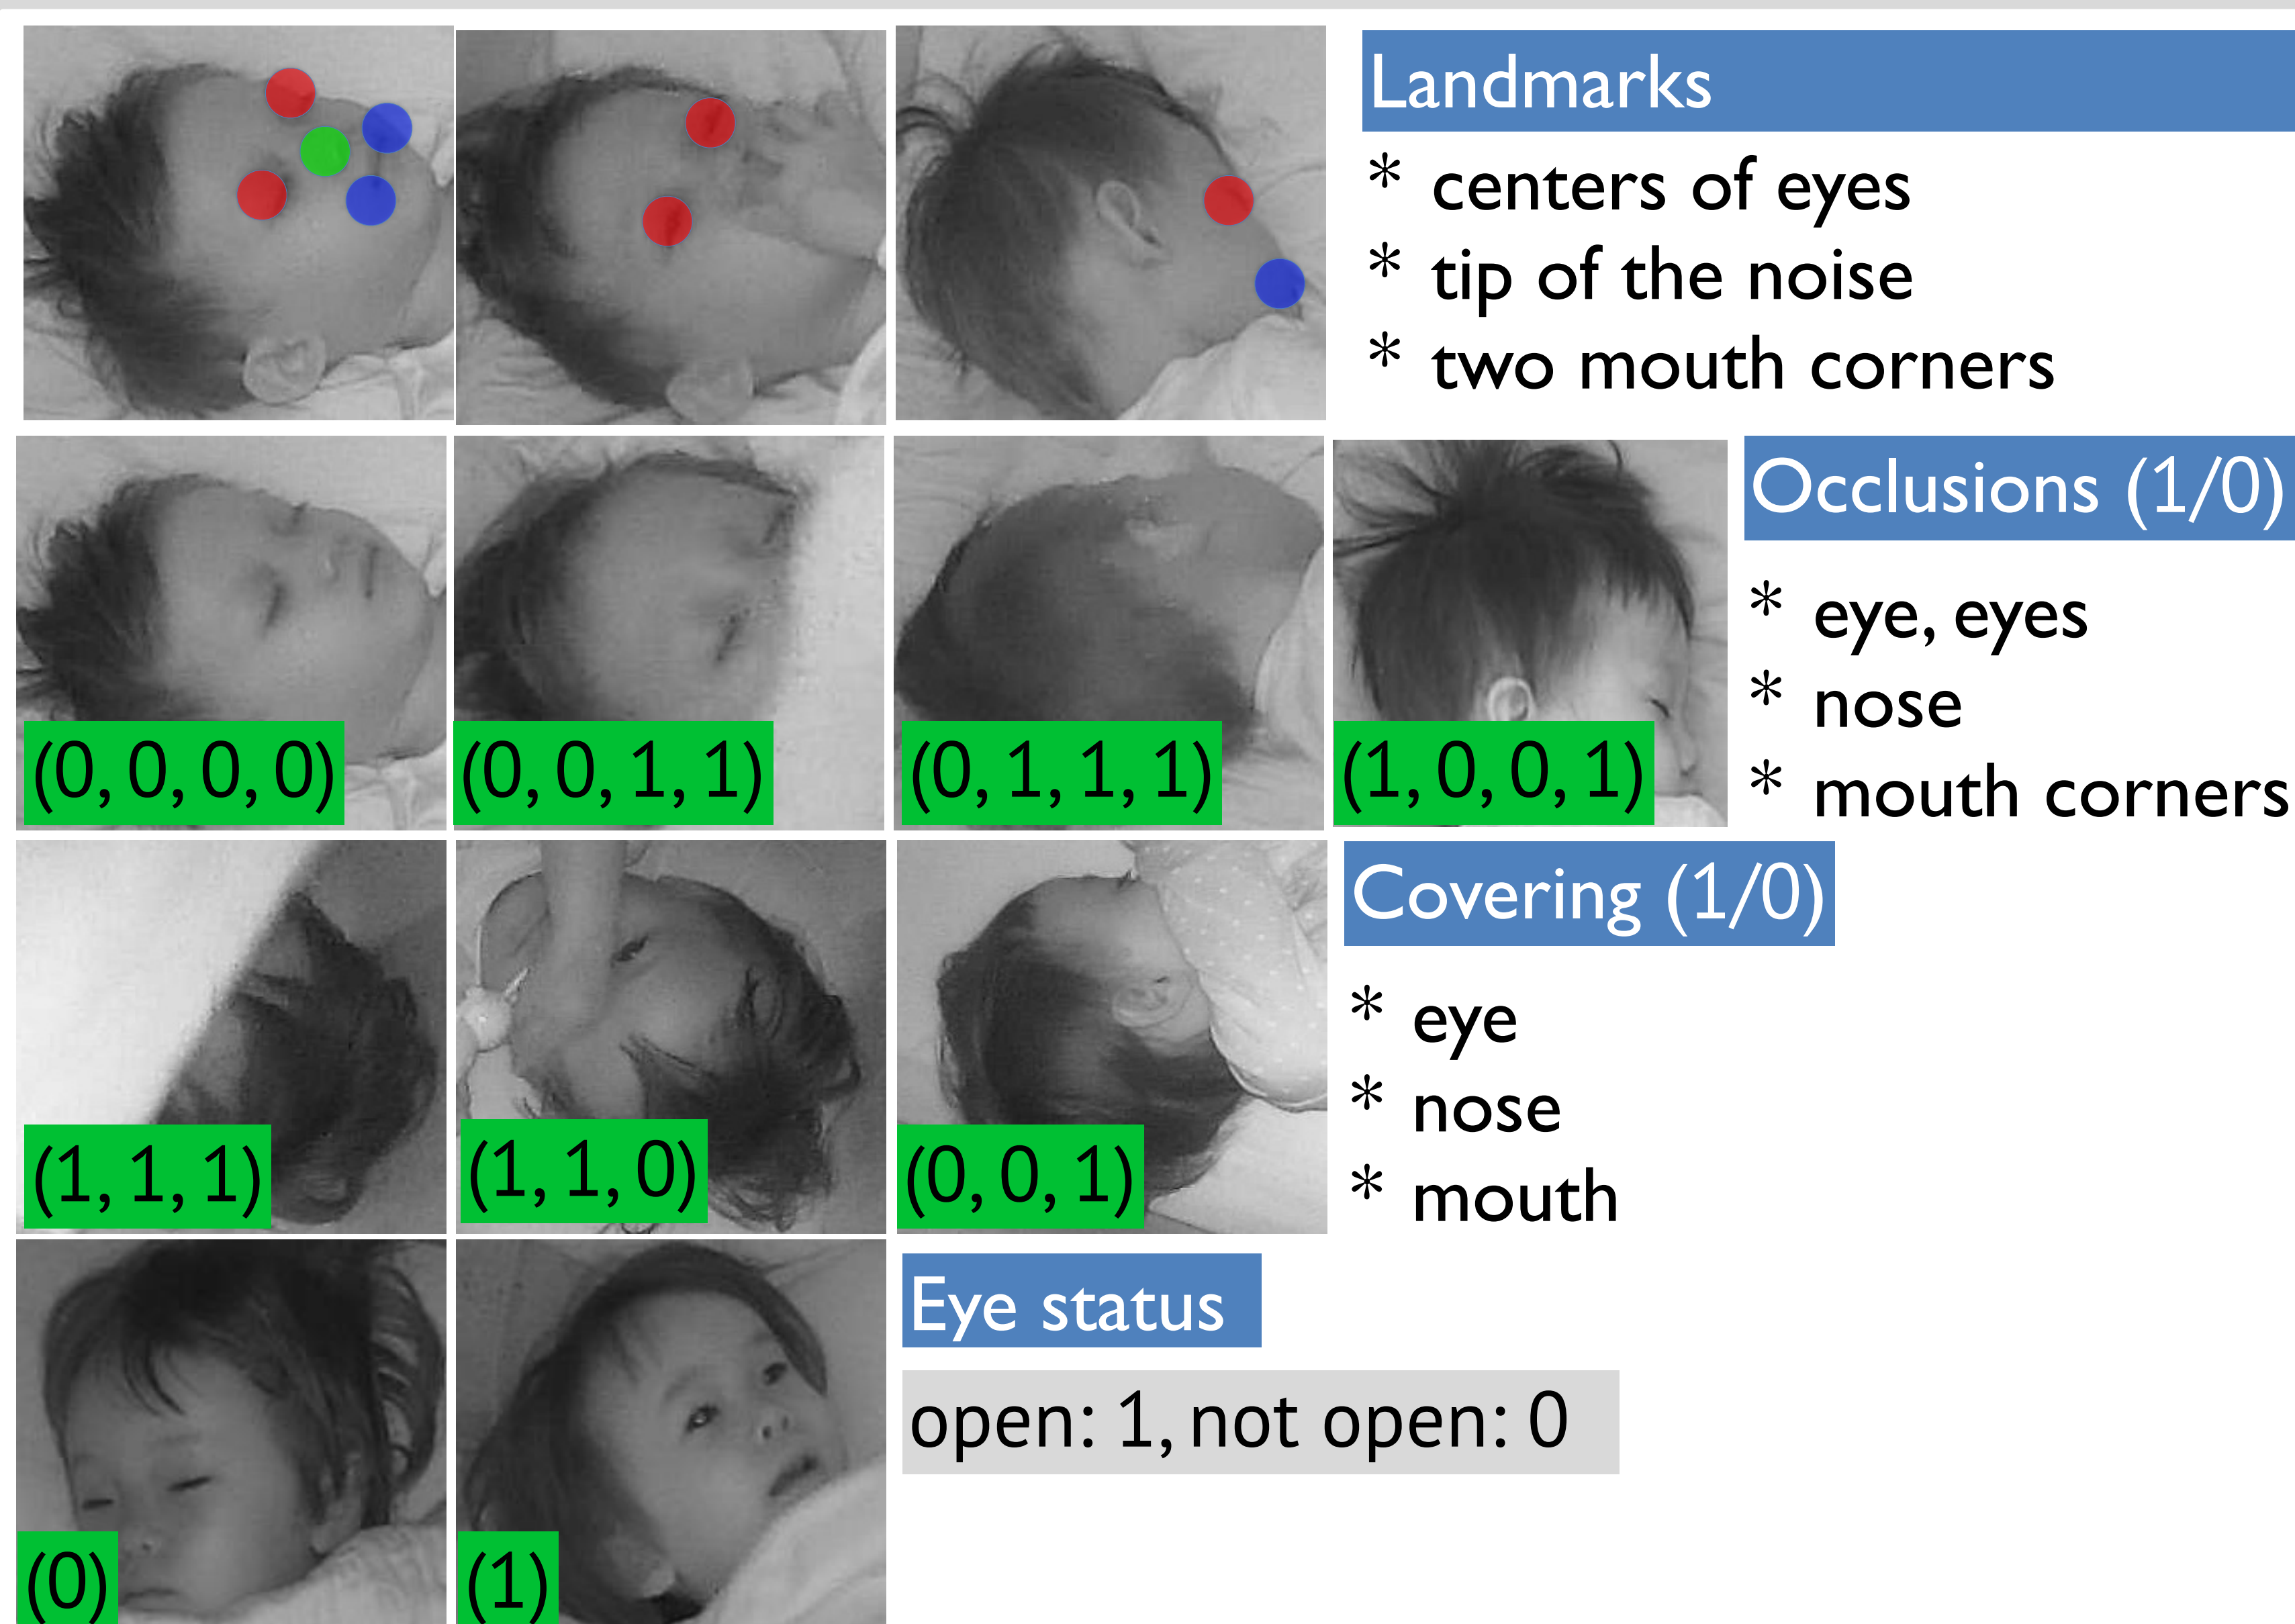 Landmarks
* centers of eyes
* tip of the noise
* two mouth corners
(0, 0, 0, 0)
(0, 0, 1, 1)
(0, 1, 1, 1)
(1, 0, 0, 1)
Occlusions (1/0)
* eye, eyes
* nose
* mouth corners
(1, 1, 1)
(1, 1, 0)
(0, 0, 1)
Covering (1/0)
* eye
* nose
* mouth
(0)
(1)
Eye status
open: 1, not open: 0